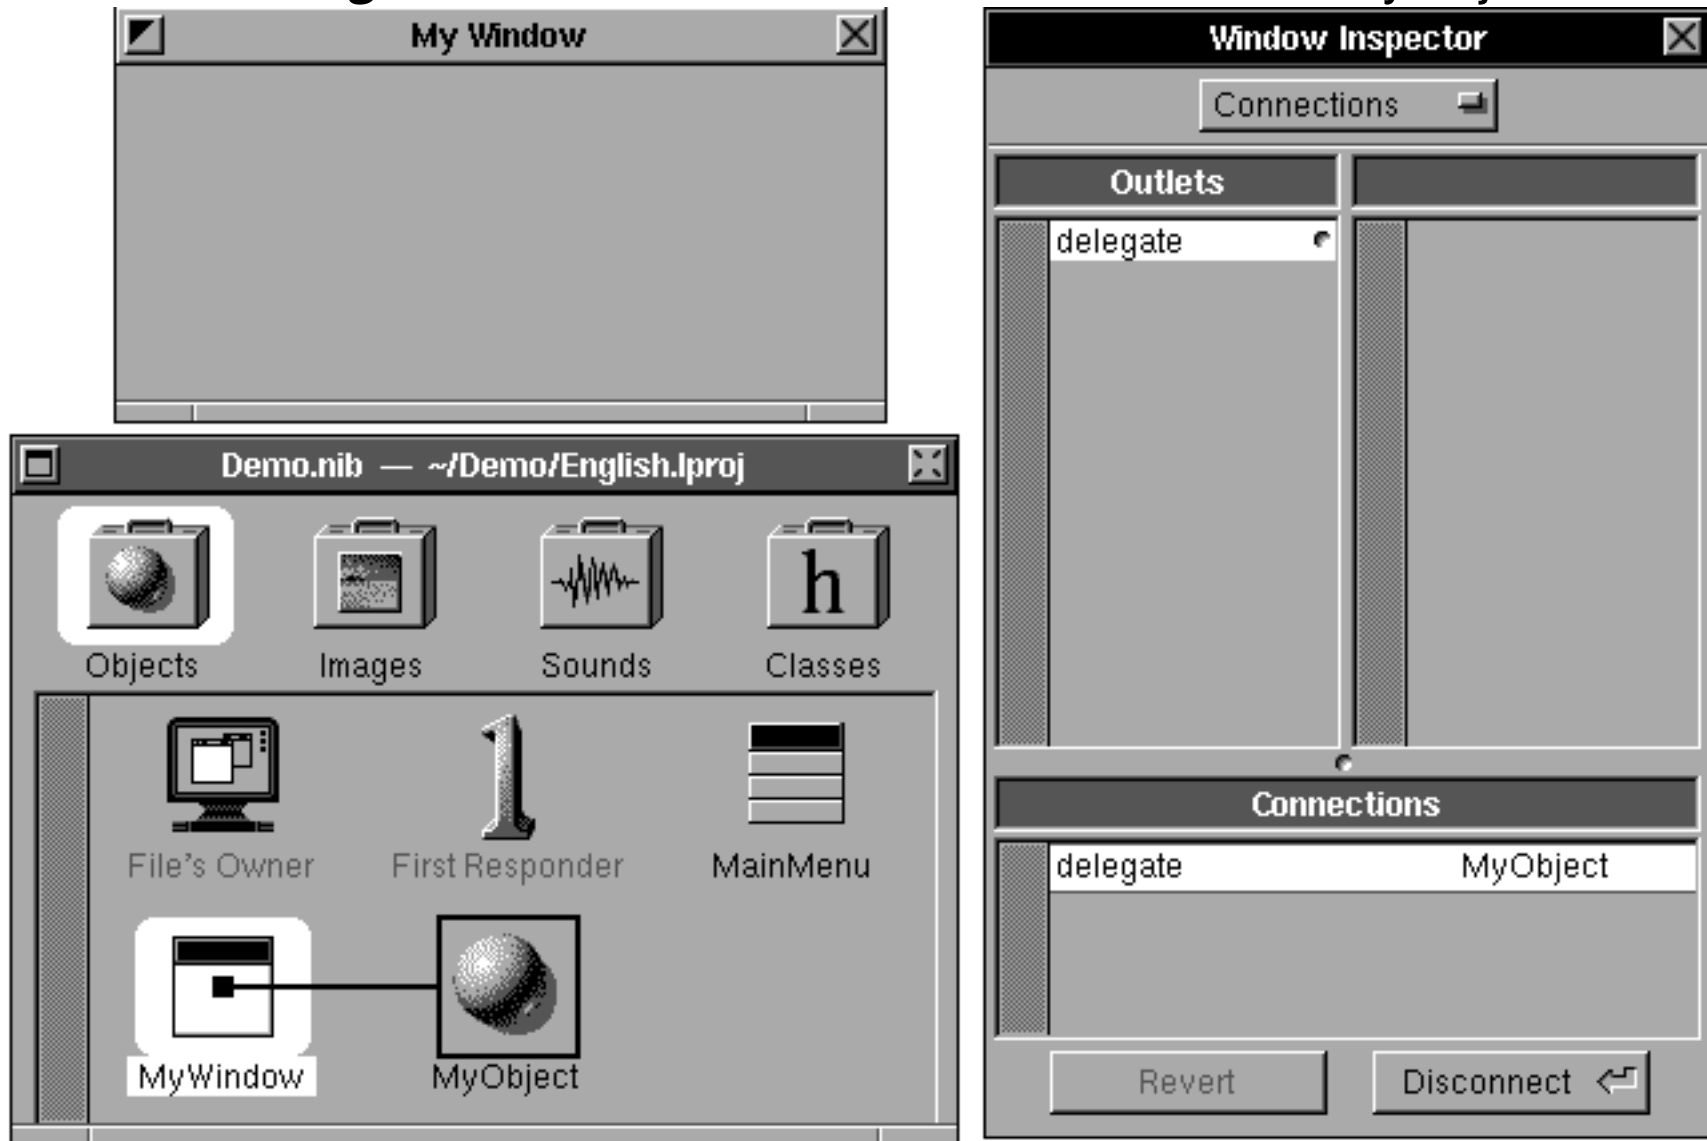 My Window
Demo.nib — ~/Demo/English.lproj
Objects
Images
Sounds
Classes
h
1
File's Owner
First Responder
MainMenu
MyWindow
MyObject
Window Inspector
Connections
Outlets
delegate
Connections
delegate MyObject
Revert
Disconnect